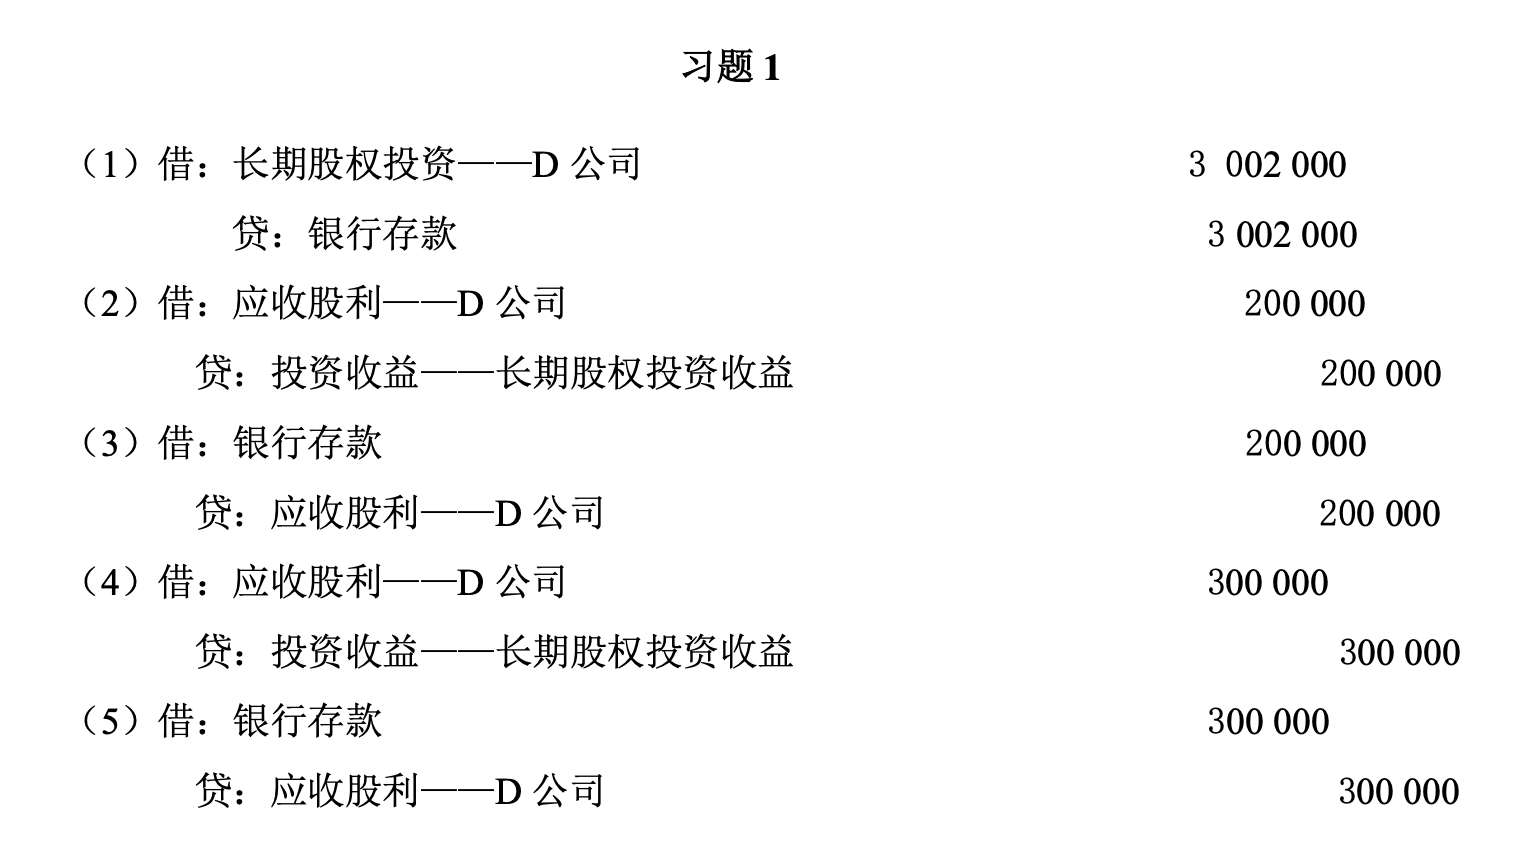 习题 1
（1）借：长期股权投资——D 公司 3 002 000
贷：银行存款 3 002 000
（2）借：应收股利——D 公司 200 000
贷：投资收益——长期股权投资收益 200 000
（3）借：银行存款 200 000
贷：应收股利——D 公司 200 000
（4）借：应收股利——D 公司 300 000
贷：投资收益——长期股权投资收益 300 000
（5）借：银行存款 300 000
贷：应收股利——D 公司 300 000